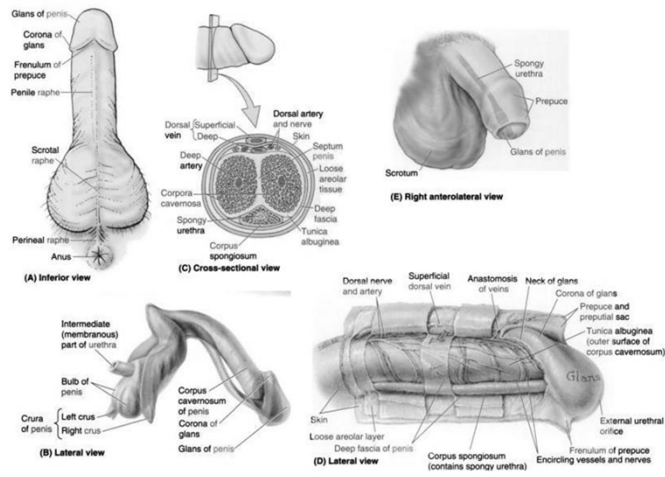 Glans of penis
Corona of
glans
Frenulum of
prepuce
Penile raphe
Scrotal
raphe
Perineal raphe
Anus
(A) Inferior view
Dorsal
vein
Superficial
Deep
Deep
artery
Corpora
cavernosa
Spongy
urethra
Corpus
spongiosum
Dorsal artery
and nerve
Skin
Septum
penis
Loose
areolar
tissue
Deep
fascia
Tunica
albuginea
(C) Cross-sectional view
Spongy
urethra
Prepuce
Glans of penis
Scrotum
(E) Right anterolateral view
Intermediate
(membranous)
part of urethra
Bulb of
penis
Crura
of penis
Left crus
Right crus
Corpus
cavernosum
of penis
Corona of
glans
Glans of penis
(B) Lateral view
Dorsal nerve
and artery
Superficial
dorsal vein
Anastomosis
of veins
Neck of glans
Corona of glans
Prepuce and
preputial sac
Tunica albuginea
(outer surface of
corpus cavernosum)
Glans
External urethral
orifice
Frenulum of prepuce
Encircling vessels and nerves
Corpus spongiosum
(contains spongy urethra)
Skin
Loose areolar layer
Deep fascia of penis
(D) Lateral view